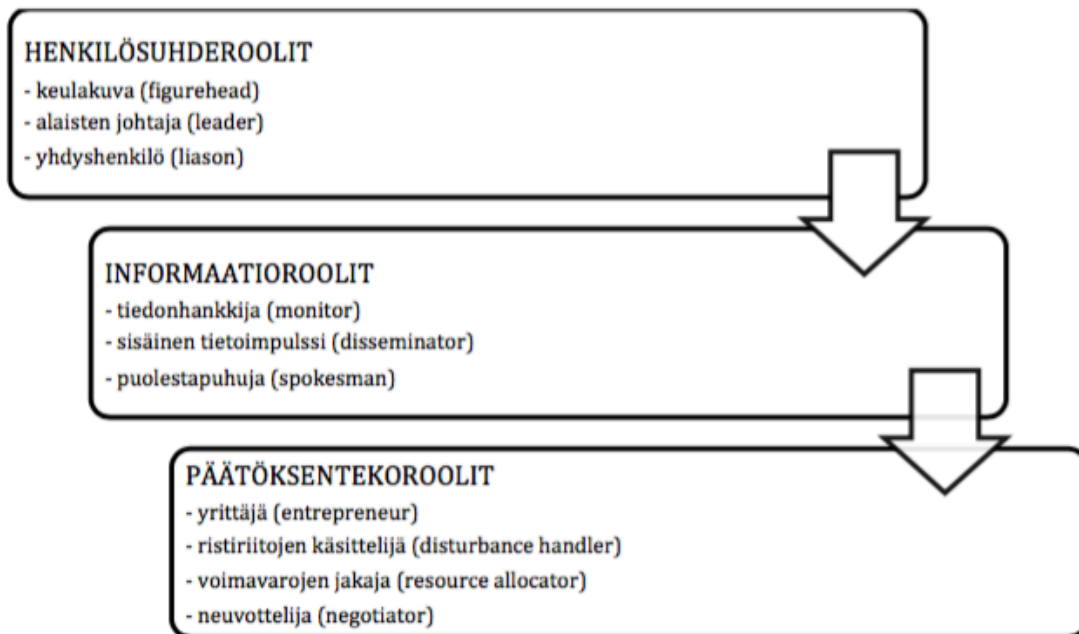 HENKILÖSUHDEROOLIT
- keulakuva (figurehead)
- alaisten johtaja (leader)
- yhdyshenkilö (liason)
INFORMAATIOROOLIT
- tiedonhankkija (monitor)
- sisäinen tietoimpulssi (disseminator)
- puolestapuhuja (spokesman)
PÄÄTÖKSENTEKOROOLIT
- yrittäjä (entrepreneur)
- ristiriitojen käsittelijä (disturbance handler)
- voimavarojen jakaja (resource allocator)
- neuvottelija (negotiator)